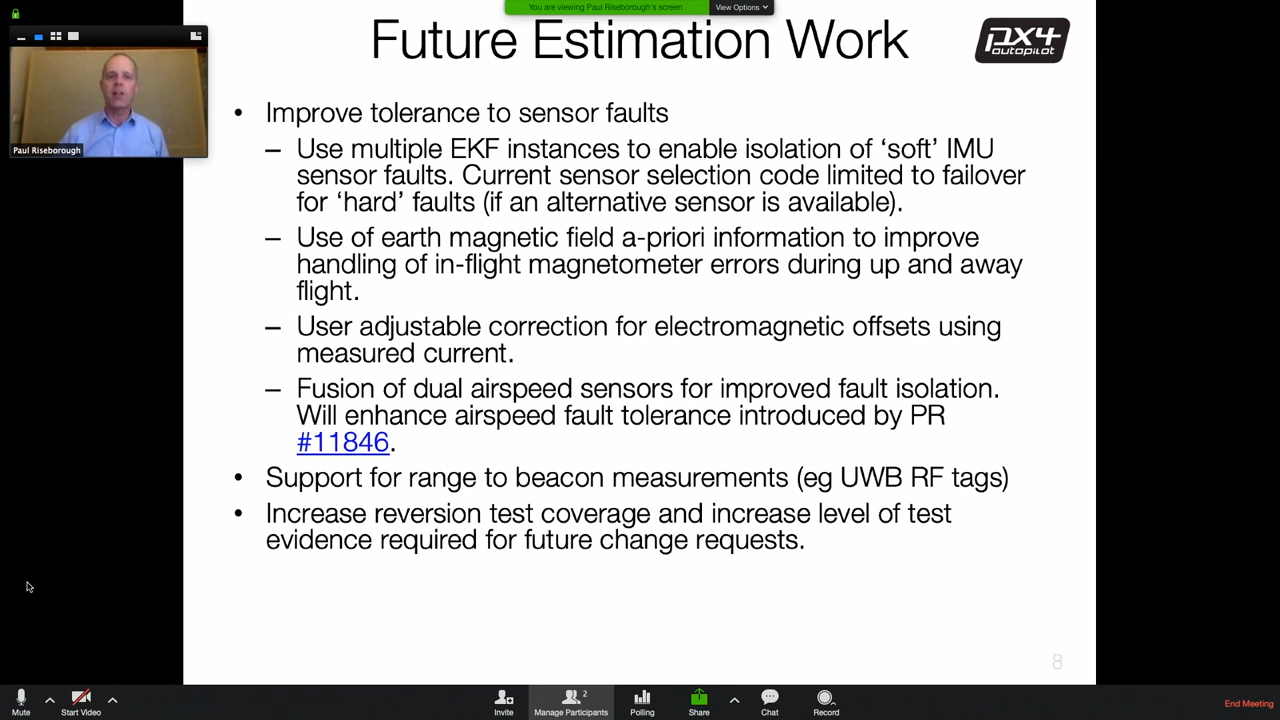 You are viewing Paul Riseborough's screen
View Options
Future Estimation Work
px4
autopilot
Paul Riseborough
• Improve tolerance to sensor faults
– Use multiple EKF instances to enable isolation of ‘soft’ IMU
sensor faults. Current sensor selection code limited to failover
for ‘hard’ faults (if an alternative sensor is available).
– Use of earth magnetic field a-priori information to improve
handling of in-flight magnetometer errors during up and away
flight.
– User adjustable correction for electromagnetic offsets using
measured current.
– Fusion of dual airspeed sensors for improved fault isolation.
Will enhance airspeed fault tolerance introduced by PR
#11846.
• Support for range to beacon measurements (eg UWB RF tags)
• Increase reversion test coverage and increase level of test
evidence required for future change requests.
8
Mute
Start Video
Invite
2
Manage Participants
Polling
Share
Chat
Record
End Meeting